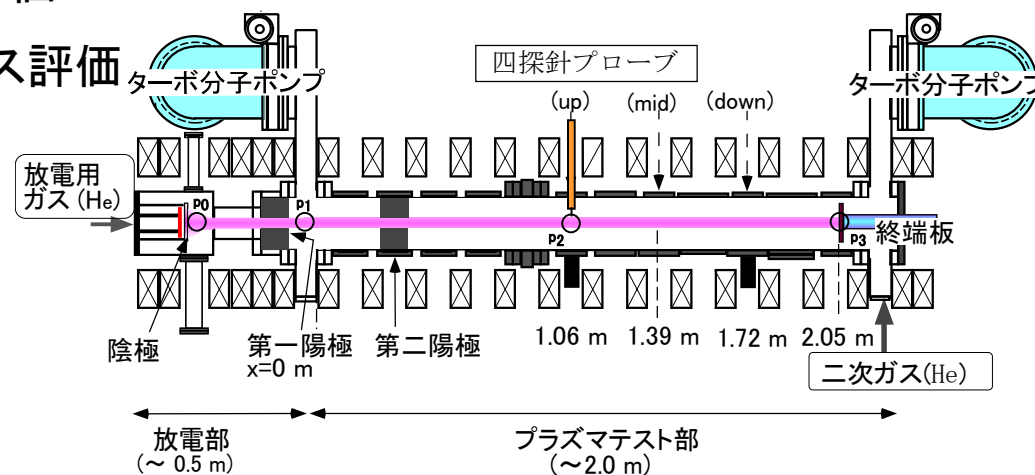 ス評価
ターボ分子ポンプ
四探針プローブ
ターボ分子ポンプ
(up)
(mid)
(down)
放電用
ガス(He)
P0
P1
P2
P3
終端板
陰極
第一陽極
x=0 m
第二陽極
1.06 m
1.39 m
1.72 m
2.05 m
二次ガス(He)
放電部
(～ 0.5 m)
プラズマテスト部
(～2.0 m)